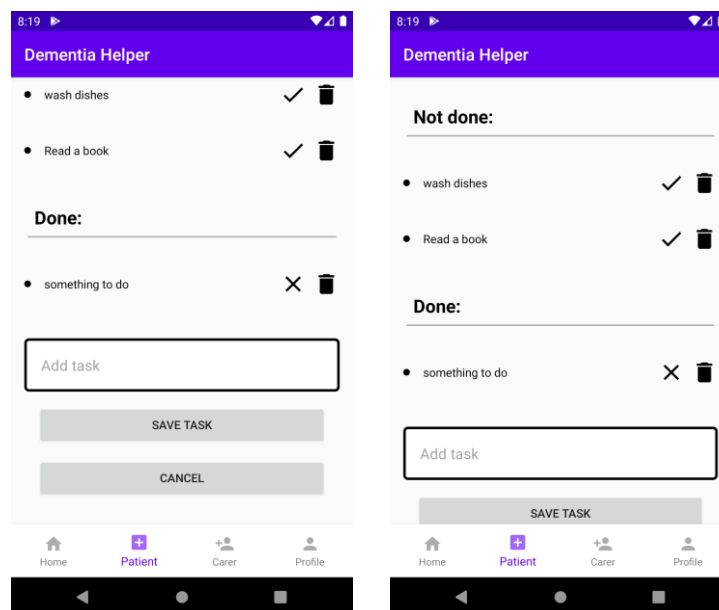 8:19
Dementia Helper
wash dishes
Read a book
Done:
something to do
Add task
SAVE TASK
CANCEL
Home
Patient
Carer
Profile
8:19
Dementia Helper
Not done:
wash dishes
Read a book
Done:
something to do
Add task
SAVE TASK
Home
Patient
Carer
Profile